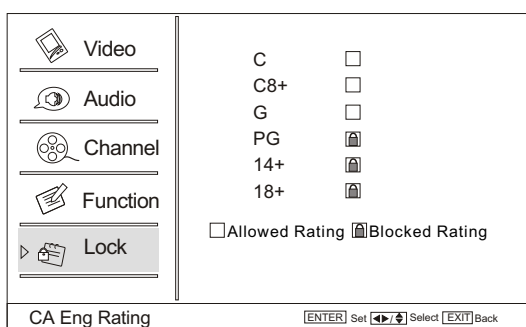 Video
Audio
Channel
Function
Lock
C
C8+
G
PG
14+
18+
Allowed Rating Blocked Rating
CA Eng Rating
ENTER Set ◀▶/◆ Select EXIT Back